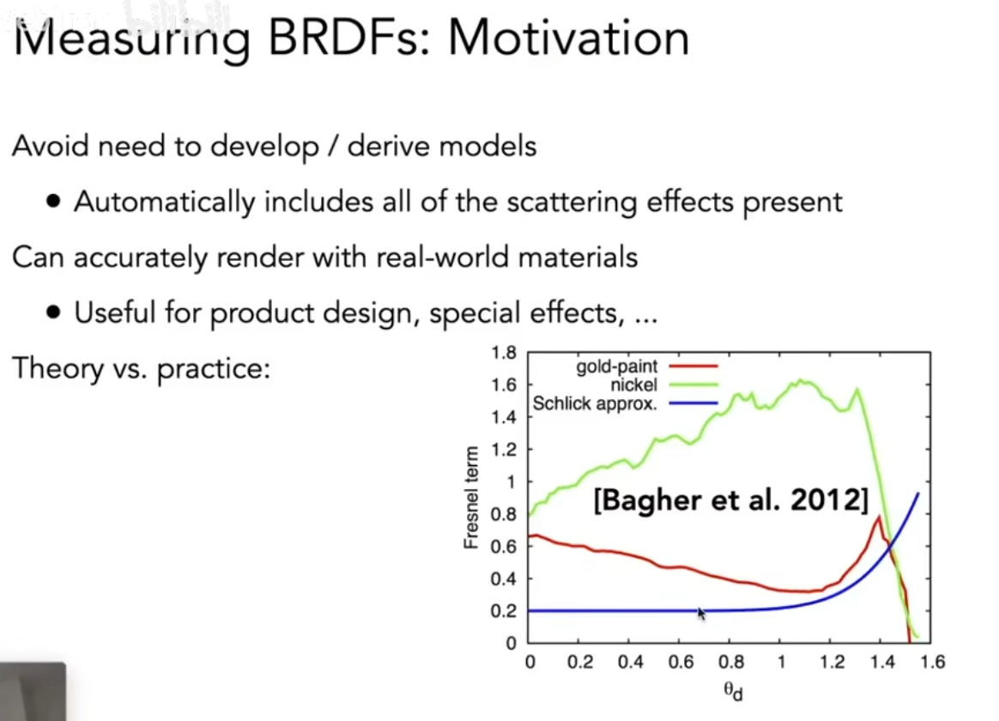 Measuring BRDFs: Motivation
Avoid need to develop / derive models
● Automatically includes all of the scattering effects present
Can accurately render with real-world materials
● Useful for product design, special effects, ...
Theory vs. practice:
gold-paint
nickel
Schlick approx.
[Bagher et al. 2012]
Fresnel term
1.8
1.6
1.4
1.2
1
0.8
0.6
0.4
0.2
0
0 0.2 0.4 0.6 0.8 1 1.2 1.4 1.6
θd